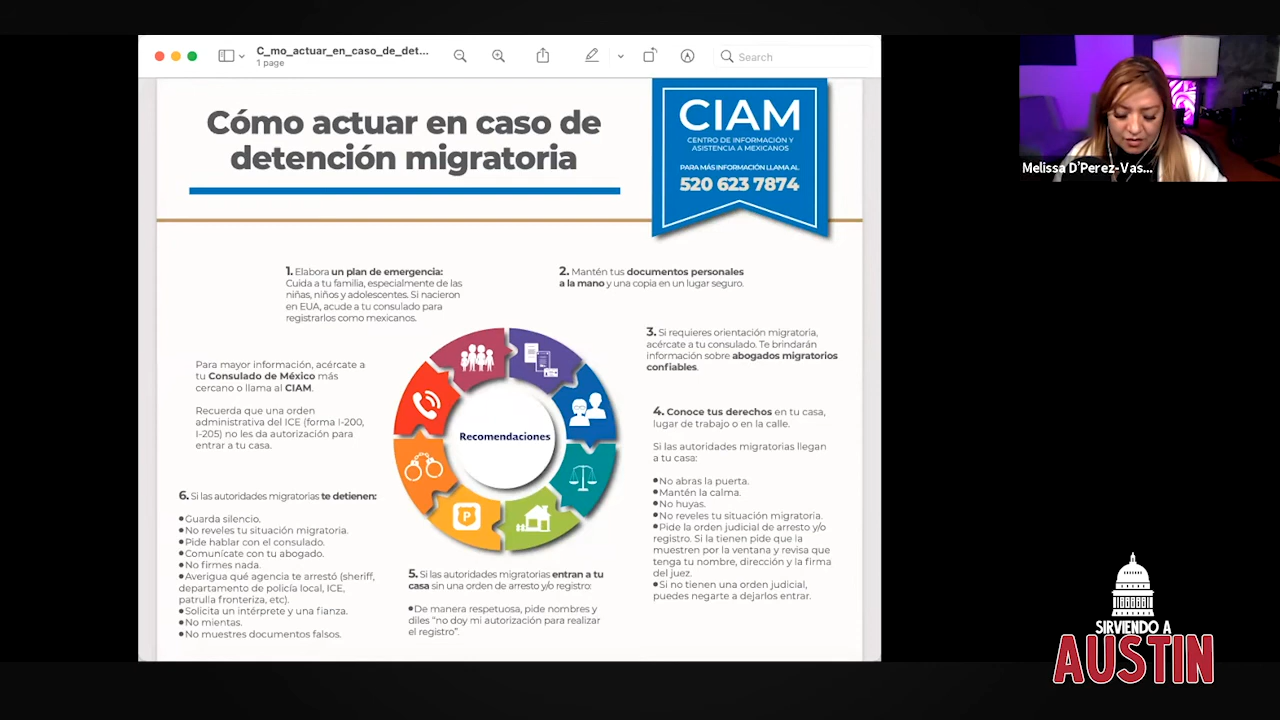 C_mo_actuar_en_caso_de_det...
1 page
Search
Cómo actuar en caso de
detención migratoria
CIAM
CENTRO DE INFORMACIÓN Y
ASISTENCIA A MEXICANOS
PARA MÁS INFORMACIÓN LLAMA AL
520 623 7874
1. Elabora un plan de emergencia:
Cuida a tu familia, especialmente de las
niñas, niños y adolescentes. Si nacieron
en EUA, acude a tu consulado para
registrarlos como mexicanos.
2. Mantén tus documentos personales
a la mano y una copia en un lugar seguro.
3. Si requieres orientación migratoria,
acércate a tu consulado. Te brindarán
información sobre abogados migratorios
confiables.
4. Conoce tus derechos en tu casa,
lugar de trabajo o en la calle.
Si las autoridades migratorias llegan
a tu casa:
•No abras la puerta.
•Mantén la calma.
•No huyas.
•No reveles tu situación migratoria.
•Pide la orden judicial de arresto y/o
registro. Si la tienen pide que la
muestren por la ventana y revisa que
tenga tu nombre, dirección y la firma
del juez.
•Si no tienen una orden judicial,
puedes negarte a dejarlos entrar.
5. Si las autoridades migratorias entran a tu
casa sin una orden de arresto y/o registro:
•De manera respetuosa, pide nombres y
diles "no doy mi autorización para realizar
el registro".
6. Si las autoridades migratorias te detienen:
•Guarda silencio.
•No reveles tu situación migratoria.
•Pide hablar con el consulado.
•Comunícate con tu abogado.
•No firmes nada.
•Averigua qué agencia te arrestó (sheriff,
departamento de policía local, ICE,
patrulla fronteriza, etc).
•Solicita un intérprete y una fianza.
•No mientas.
•No muestres documentos falsos.
Para mayor información, acércate a
tu Consulado de México más
cercano o llama al CIAM.
Recuerda que una orden
administrativa del ICE (forma I-200,
I-205) no les da autorización para
entrar a tu casa.
Recomendaciones
P
Melissa D'Perez-Vas...
SIRVIENDO A
AUSTIN